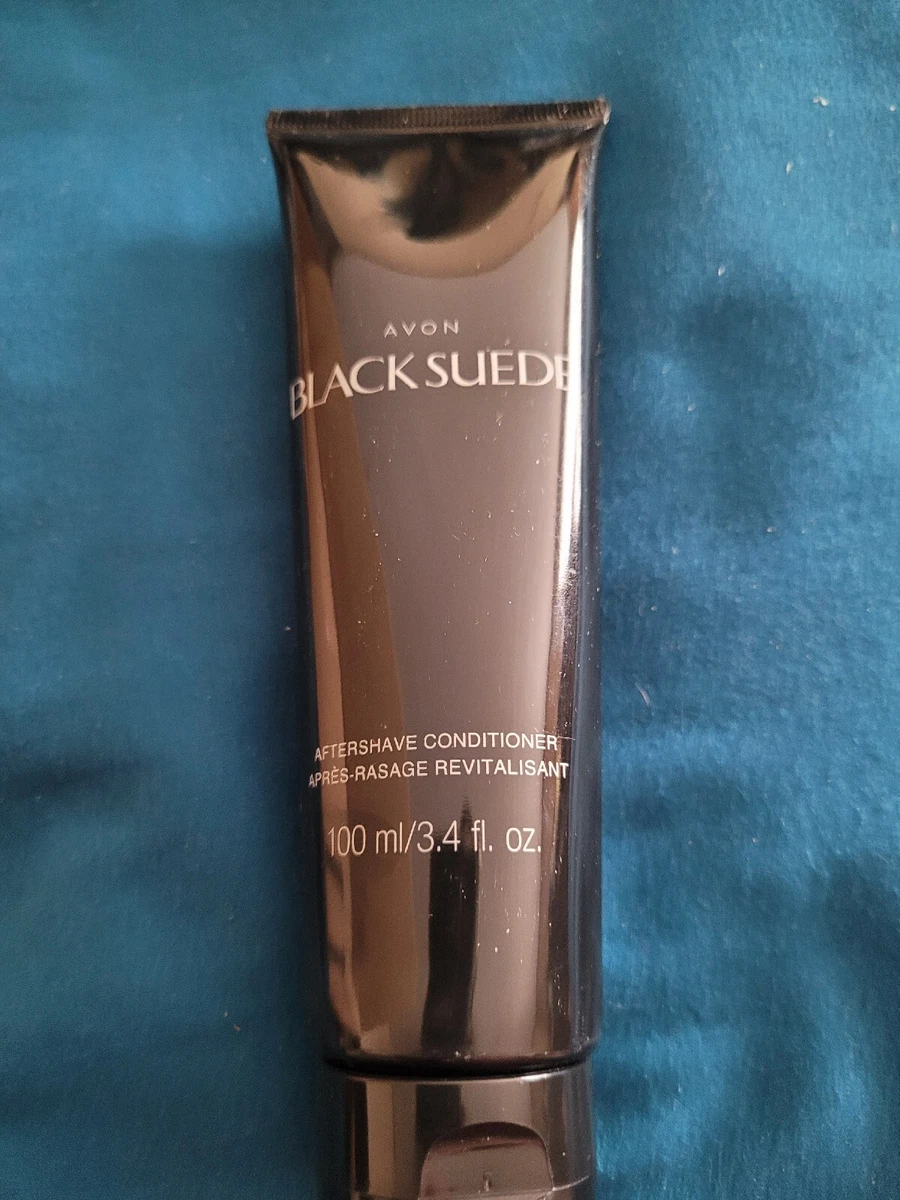 AVON
BLACK SUEDE
AFTERSHAVE CONDITIONER
APRÈS-RASAGE REVITALISANT
100 ml/3.4 fl. oz.